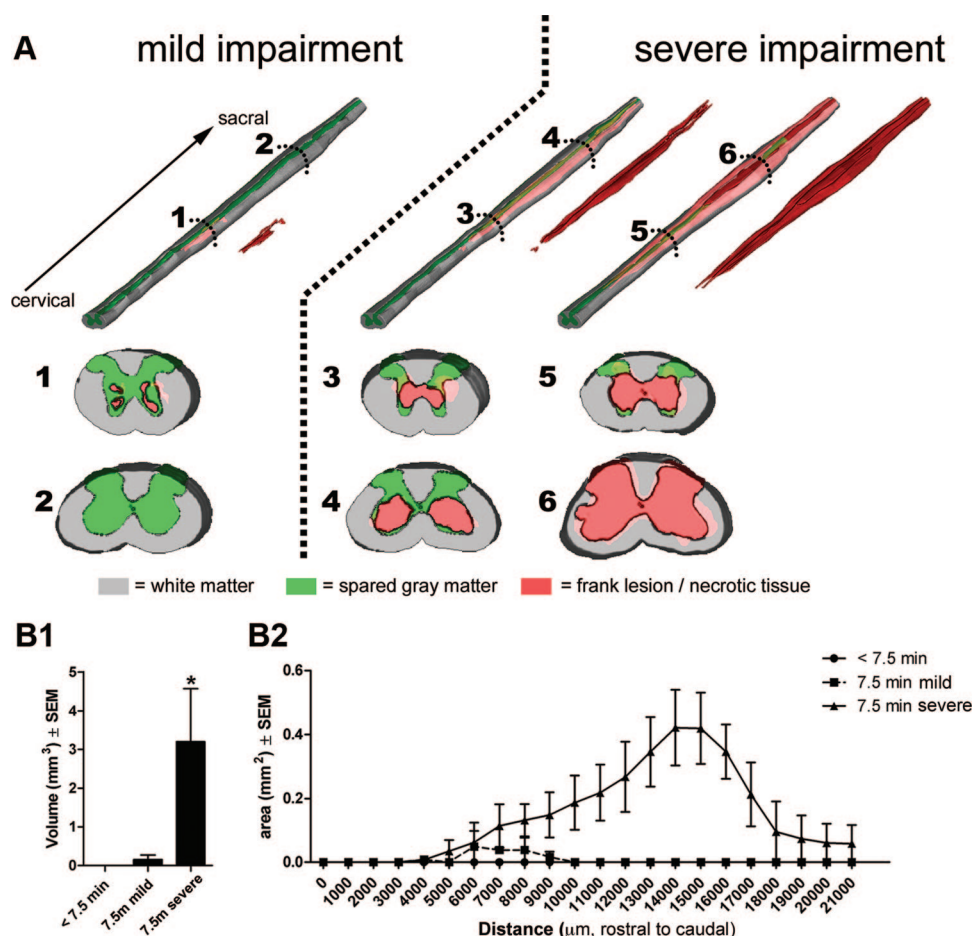 A
mild impairment
severe impairment
sacral
cervical
2
1
4
3
6
5
1
3
5
2
4
6
= white matter
= spared gray matter
= frank lesion / necrotic tissue
B1
Volume (mm³) ± SEM
5
4
3
2
1
0
*
< 7.5 min
7.5m mild
7.5m severe
B2
< 7.5 min
7.5 min mild
7.5 min severe
area (mm²) ± SEM
0.6
0.4
0.2
0.0
0
1000
2000
3000
4000
5000
6000
7000
8000
9000
10000
11000
12000
13000
14000
15000
16000
17000
18000
19000
20000
21000
Distance (μm, rostral to caudal)